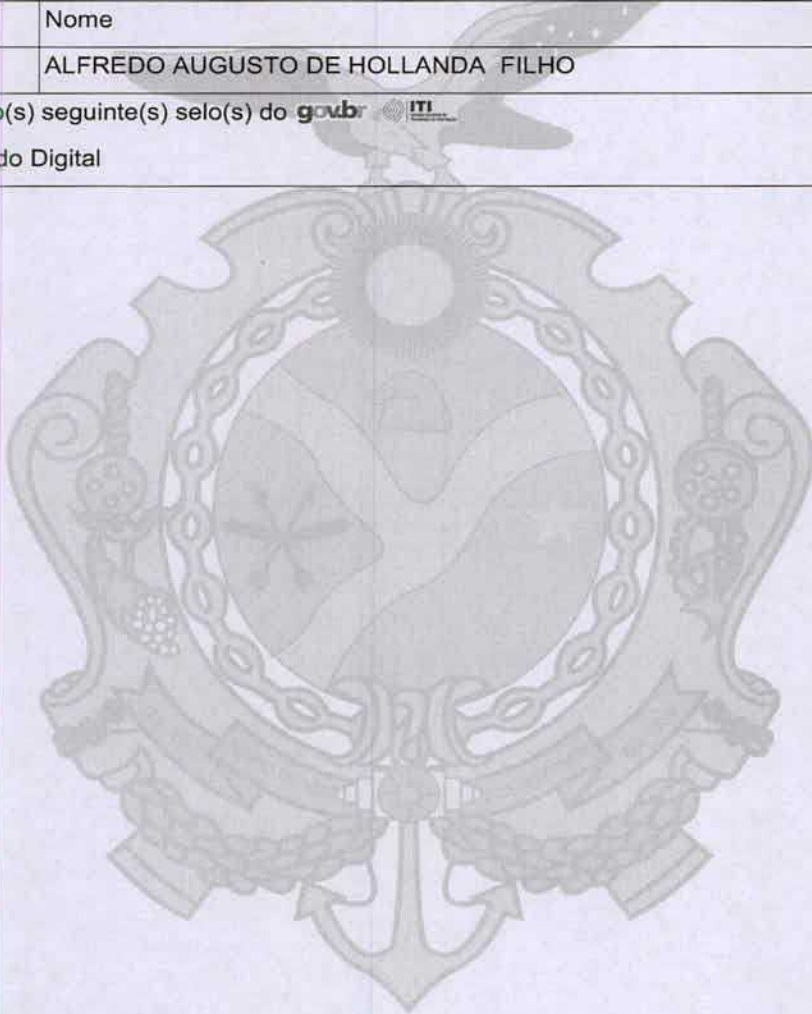 Nome
ALFREDO AUGUSTO DE HOLLANDA FILHO
(s) seguinte(s) selo(s) do gov.br ITI
do Digital